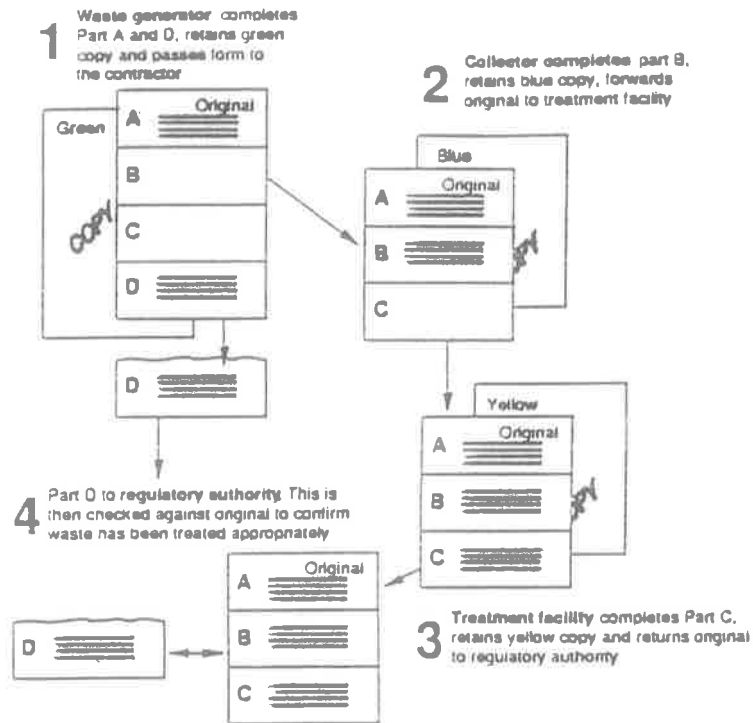 1
Waste generator completes
Part A and D, retains green
copy and passes form to
the contractor
Green
COPY
Original
A
B
C
D
D
2
Collector completes part B,
retains blue copy, forwards
original to treatment facility
Blue
Original
A
B
C
Yellow
Original
A
B
C
3
Treatment facility completes Part C,
retains yellow copy and returns original
to regulatory authority
4
Part D to regulatory authority. This is
then checked against original to confirm
waste has been treated appropriately
Original
A
B
C
D